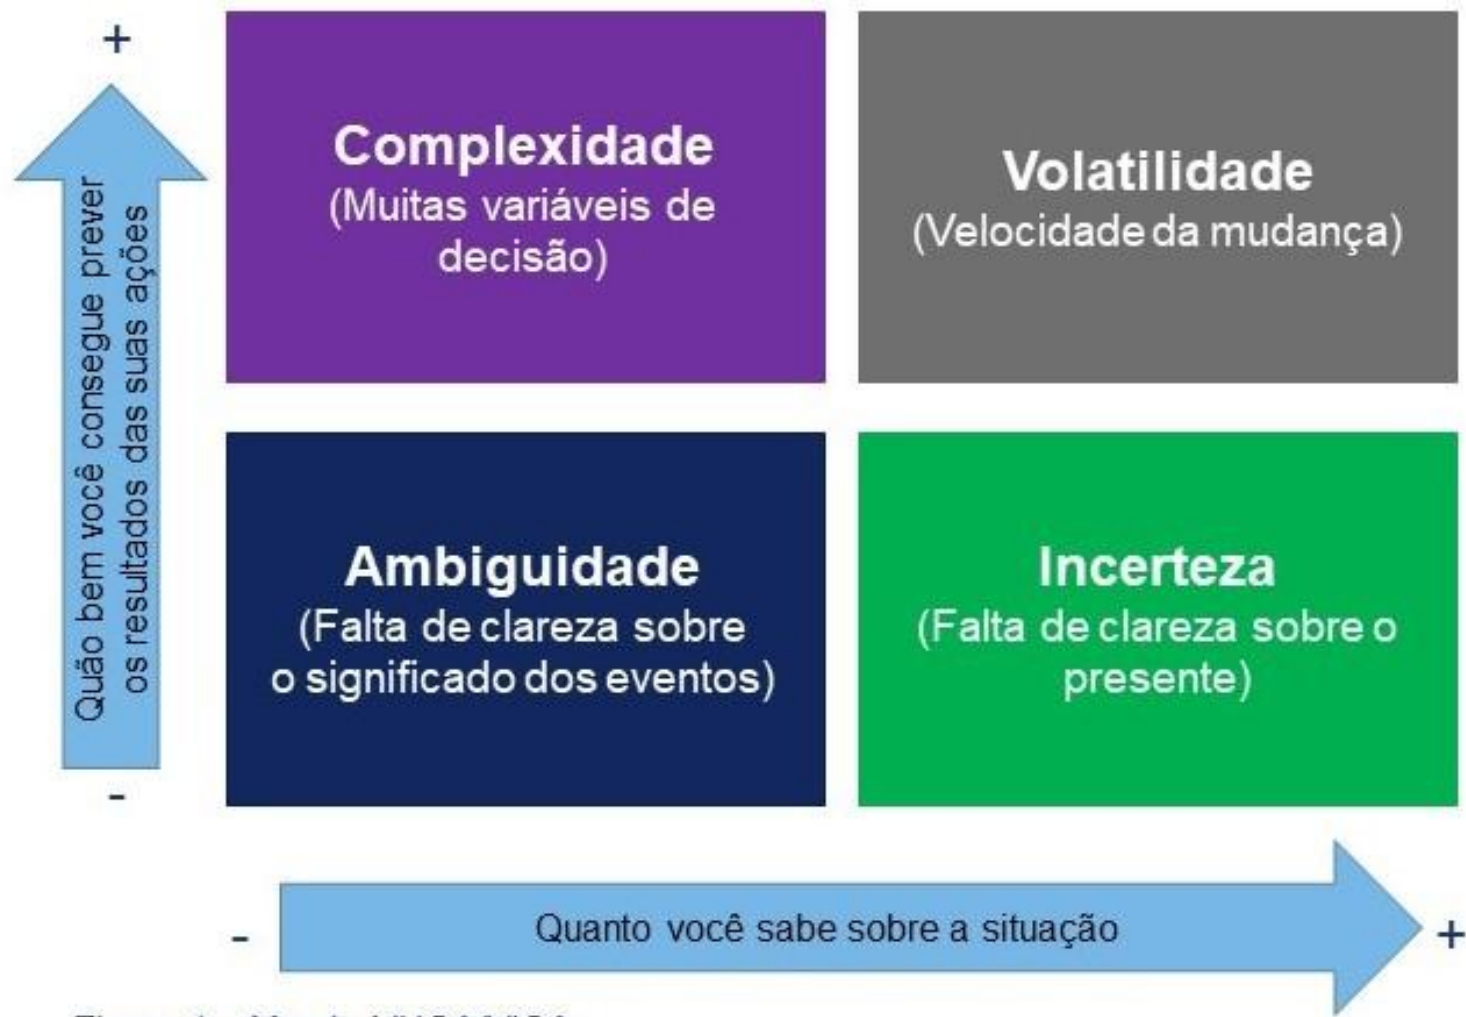 +
Quão bem você consegue prever
os resultados das suas ações
-
Complexidade
(Muitas variáveis de
decisão)
Volatilidade
(Velocidade da mudança)
Ambiguidade
(Falta de clareza sobre
o significado dos eventos)
Incerteza
(Falta de clareza sobre o
presente)
-
Quanto você sabe sobre a situação
+